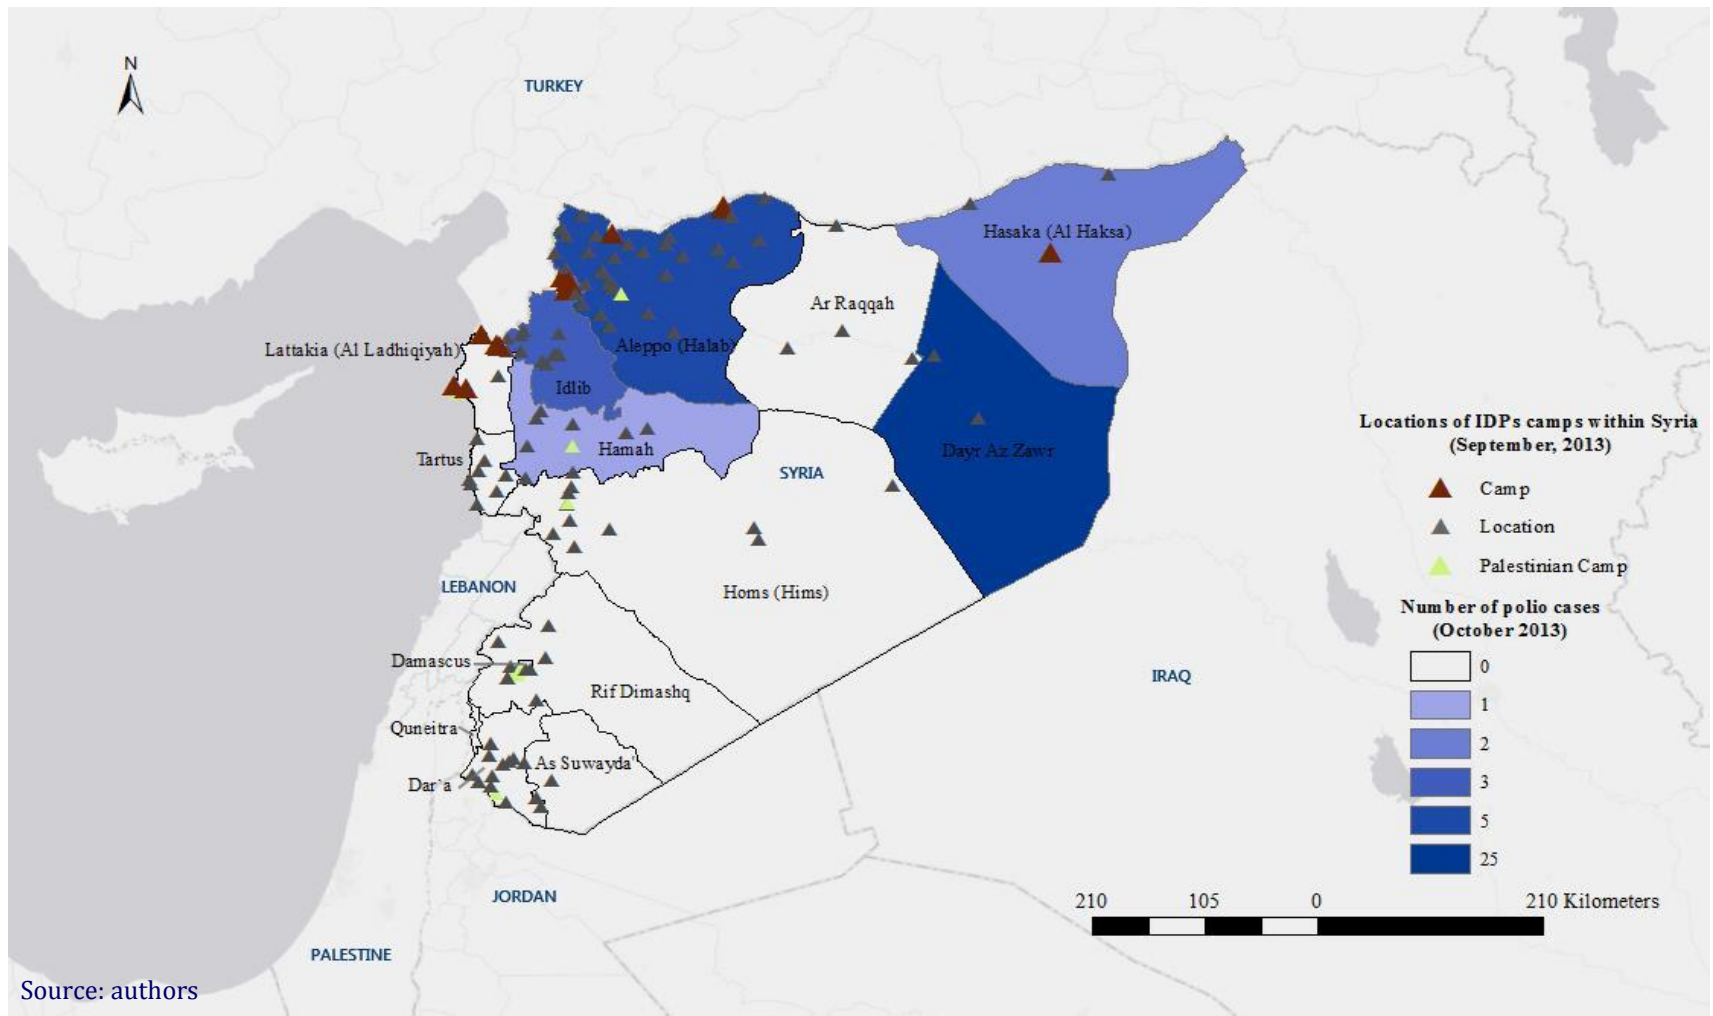 N
TURKEY
Hasaka (Al Haksa)
Ar Raqqah
Aleppo (Halab)
Lattakia (Al Ladhiqiyah)
Idlib
Hamah
Tartus
SYRIA
Dayr Az Zawr
LEBANON
Homs (Hims)
Damascus
Rif Dimashq
IRAQ
Quneitra
As Suwayda'
Dar'a
JORDAN
PALESTINE
Locations of IDPs camps within Syria
(September, 2013)
Camp
Location
Palestinian Camp
Number of polio cases
(October 2013)
0
1
2
3
5
25
210 105 0 210 Kilometers
Source: authors